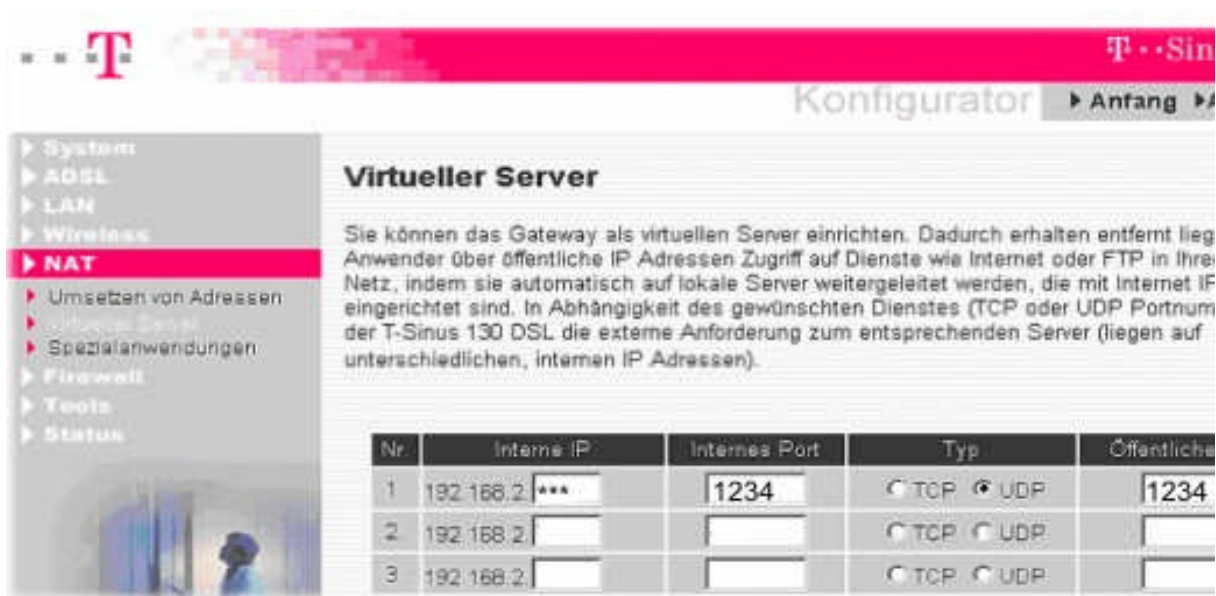 T
T··Sin
Konfigurator
Anfang
System
ADSL
LAN
Wireless
NAT
Umsetzen von Adressen
Virtueller Server
Spezialanwendungen
Firewall
Tools
Status
Virtueller Server
Sie können das Gateway als virtuellen Server einrichten. Dadurch erhalten entfernt lieg
Anwender über öffentliche IP Adressen Zugriff auf Dienste wie Internet oder FTP in Ihre
Netz, indem sie automatisch auf lokale Server weitergeleitet werden, die mit Internet IP
eingerichtet sind. In Abhängigkeit des gewünschten Dienstes (TCP oder UDP Portnum
der T-Sinus 130 DSL die externe Anforderung zum entsprechenden Server (liegen auf
unterschiedlichen, internen IP Adressen).
Nr. Interne IP Internes Port Typ Öffentliche
1 192.168.2. *** 1234 TCP UDP 1234
2 192.168.2. TCP UDP
3 192.168.2. TCP UDP